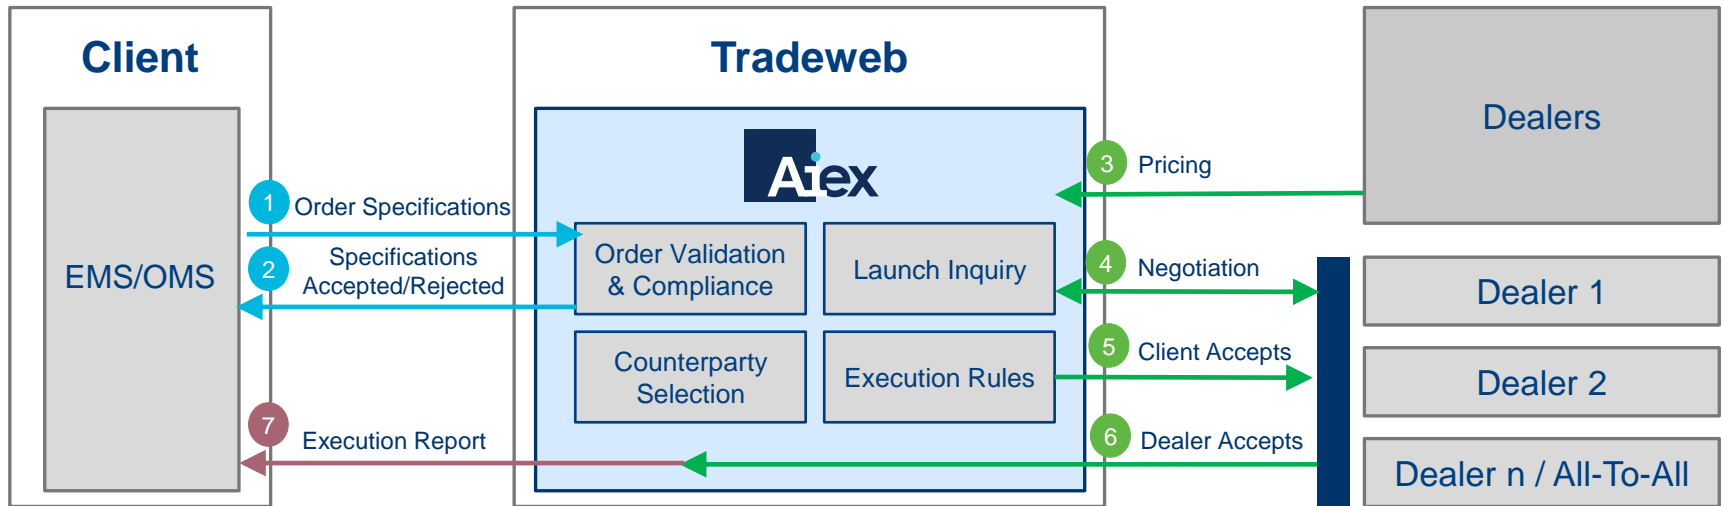 Client
EMS/OMS
1
Order Specifications
2
Specifications
Accepted/Rejected
7
Execution Report
Tradeweb
Aiex
Order Validation
& Compliance
Launch Inquiry
Counterparty
Selection
Execution Rules
3 Pricing
4 Negotiation
5 Client Accepts
6 Dealer Accepts
Dealers
Dealer 1
Dealer 2
Dealer n / All-To-All